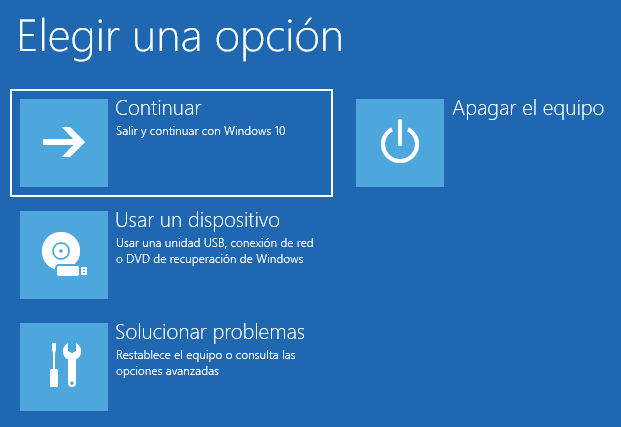 Elegir una opción
Continuar
Salir y continuar con Windows 10
Apagar el equipo
Usar un dispositivo
Usar una unidad USB, conexión de red
o DVD de recuperación de Windows
Solucionar problemas
Restablece el equipo o consulta las
opciones avanzadas